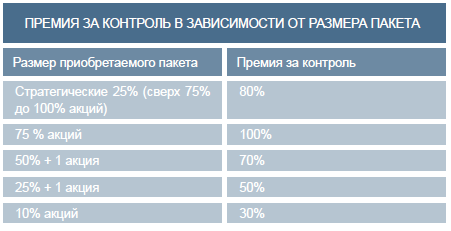 ПРЕМИЯ ЗА КОНТРОЛЬ В ЗАВИСИМОСТИ ОТ РАЗМЕРА ПАКЕТА
Размер приобретаемого пакета Премия за контроль
Стратегические 25% (сверх 75% 80%
до 100% акций)
75 % акций 100%
50% + 1 акция 70%
25% + 1 акция 50%
10% акций 30%